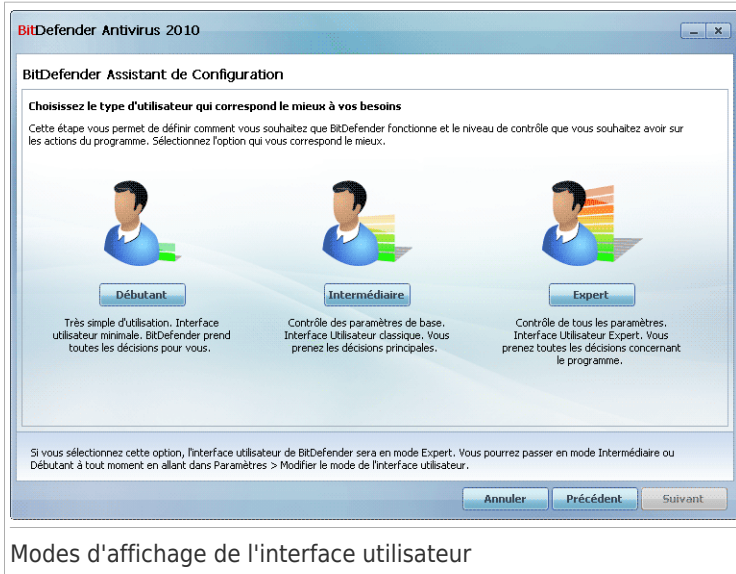 BitDefender Antivirus 2010
BitDefender Assistant de Configuration
Choisissez le type d'utilisateur qui correspond le mieux à vos besoins
Cette étape vous permet de définir comment vous souhaitez que BitDefender fonctionne et le niveau de contrôle que vous souhaitez avoir sur
les actions du programme. Sélectionnez l'option qui vous correspond le mieux.
Débutant
Très simple d'utilisation. Interface
utilisateur minimale. BitDefender prend
toutes les décisions pour vous.
Intermédiaire
Contrôle des paramètres de base.
Interface Utilisateur classique. Vous
prenez les décisions principales.
Expert
Contrôle de tous les paramètres.
Interface Utilisateur Expert. Vous
prenez toutes les décisions concernant
le programme.
Si vous sélectionnez cette option, l'interface utilisateur de BitDefender sera en mode Expert. Vous pourrez passer en mode Intermédiaire ou
Débutant à tout moment en allant dans Paramètres > Modifier le mode de l'interface utilisateur.
Annuler Précédent Suivant
Modes d'affichage de l'interface utilisateur